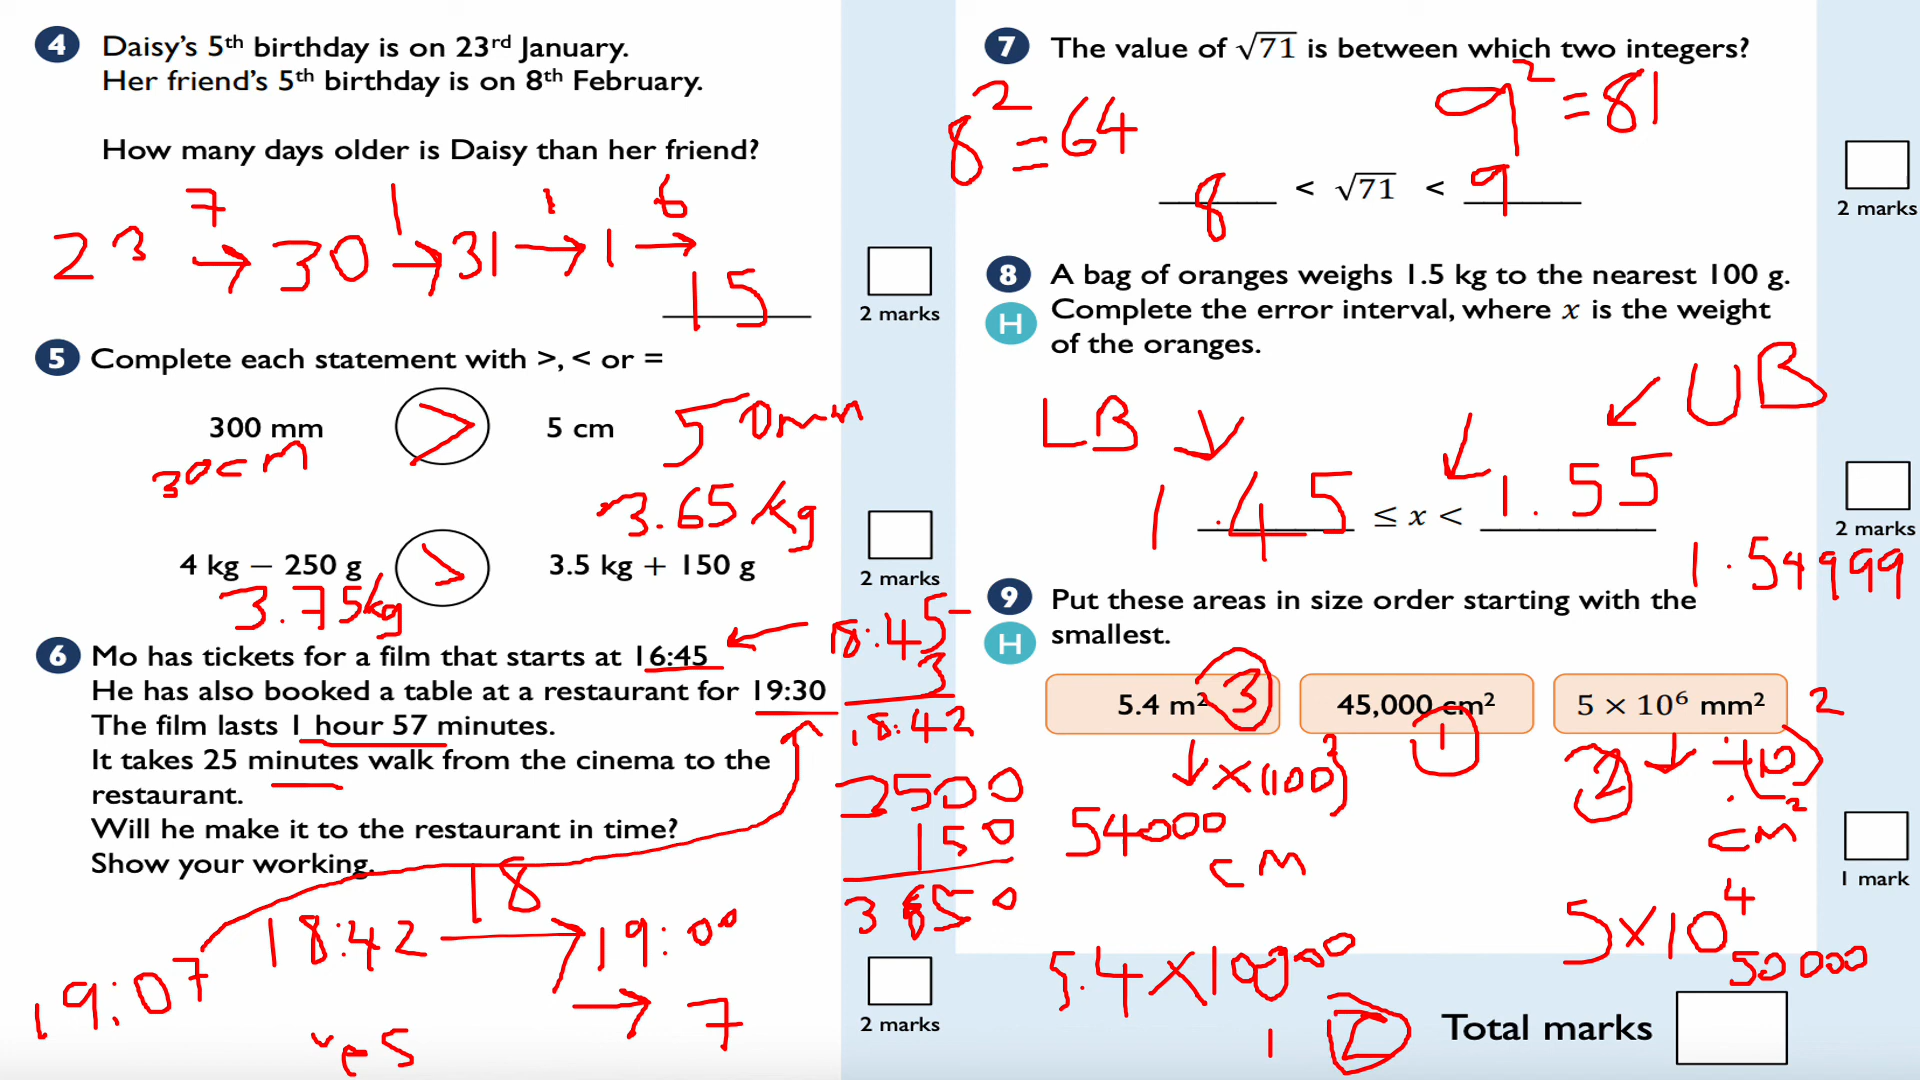 4 Daisy's 5th birthday is on 23rd January.
Her friend's 5th birthday is on 8th February.
How many days older is Daisy than her friend?
7 1 1 6
23 → 30 → 31 → 1 →
15
2 marks
5 Complete each statement with >, < or =
300 mm > 5 cm 50mm
30cm
3.65kg
4 kg − 250 g > 3.5 kg + 150 g
3.75kg
2 marks
6 Mo has tickets for a film that starts at 16:45
He has also booked a table at a restaurant for 19:30
The film lasts 1 hour 57 minutes.
It takes 25 minutes walk from the cinema to the
restaurant.
Will he make it to the restaurant in time?
Show your working.
18:45 −
3
18:42
2500
150
3650
18
18:42 → 19:00
→ 7
19:07
yes
2 marks
7 The value of √71 is between which two integers?
8² = 64 9² = 81
8 < √71 < 9
2 marks
8 A bag of oranges weighs 1.5 kg to the nearest 100 g.
H Complete the error interval, where x is the weight
of the oranges.
LB UB
1.45 ≤ x < 1.55
2 marks
1.54999
9 Put these areas in size order starting with the
H smallest.
5.4 m² 3 45,000 cm² 1 5 × 10⁶ mm² 2
×(100)² 2 ÷(10)²
54000 cm
cm²
1 mark
5×10⁴
50000
5.4×10000
1 2
Total marks